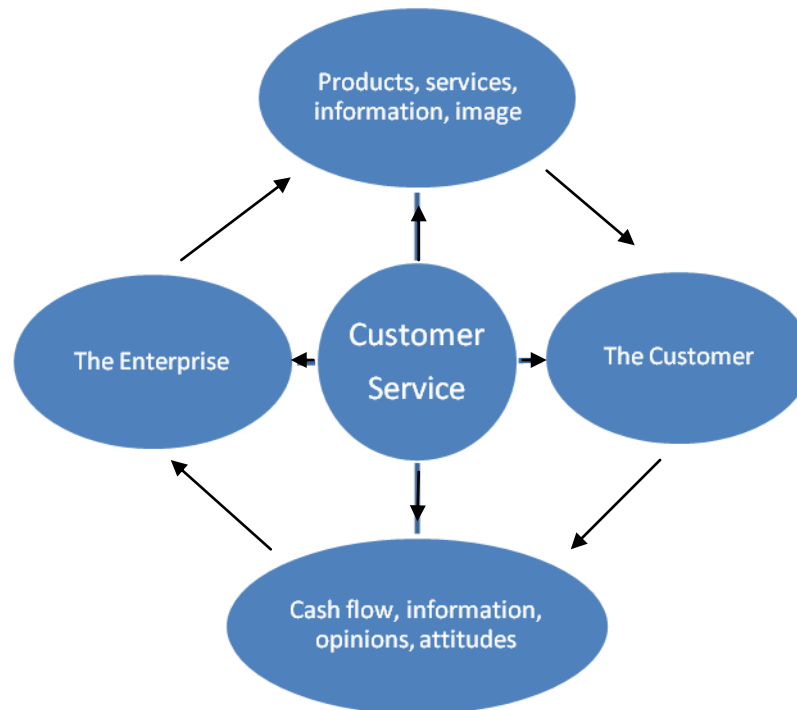 Products, services,
information, image
The Enterprise
Customer
Service
The Customer
Cash flow, information,
opinions, attitudes